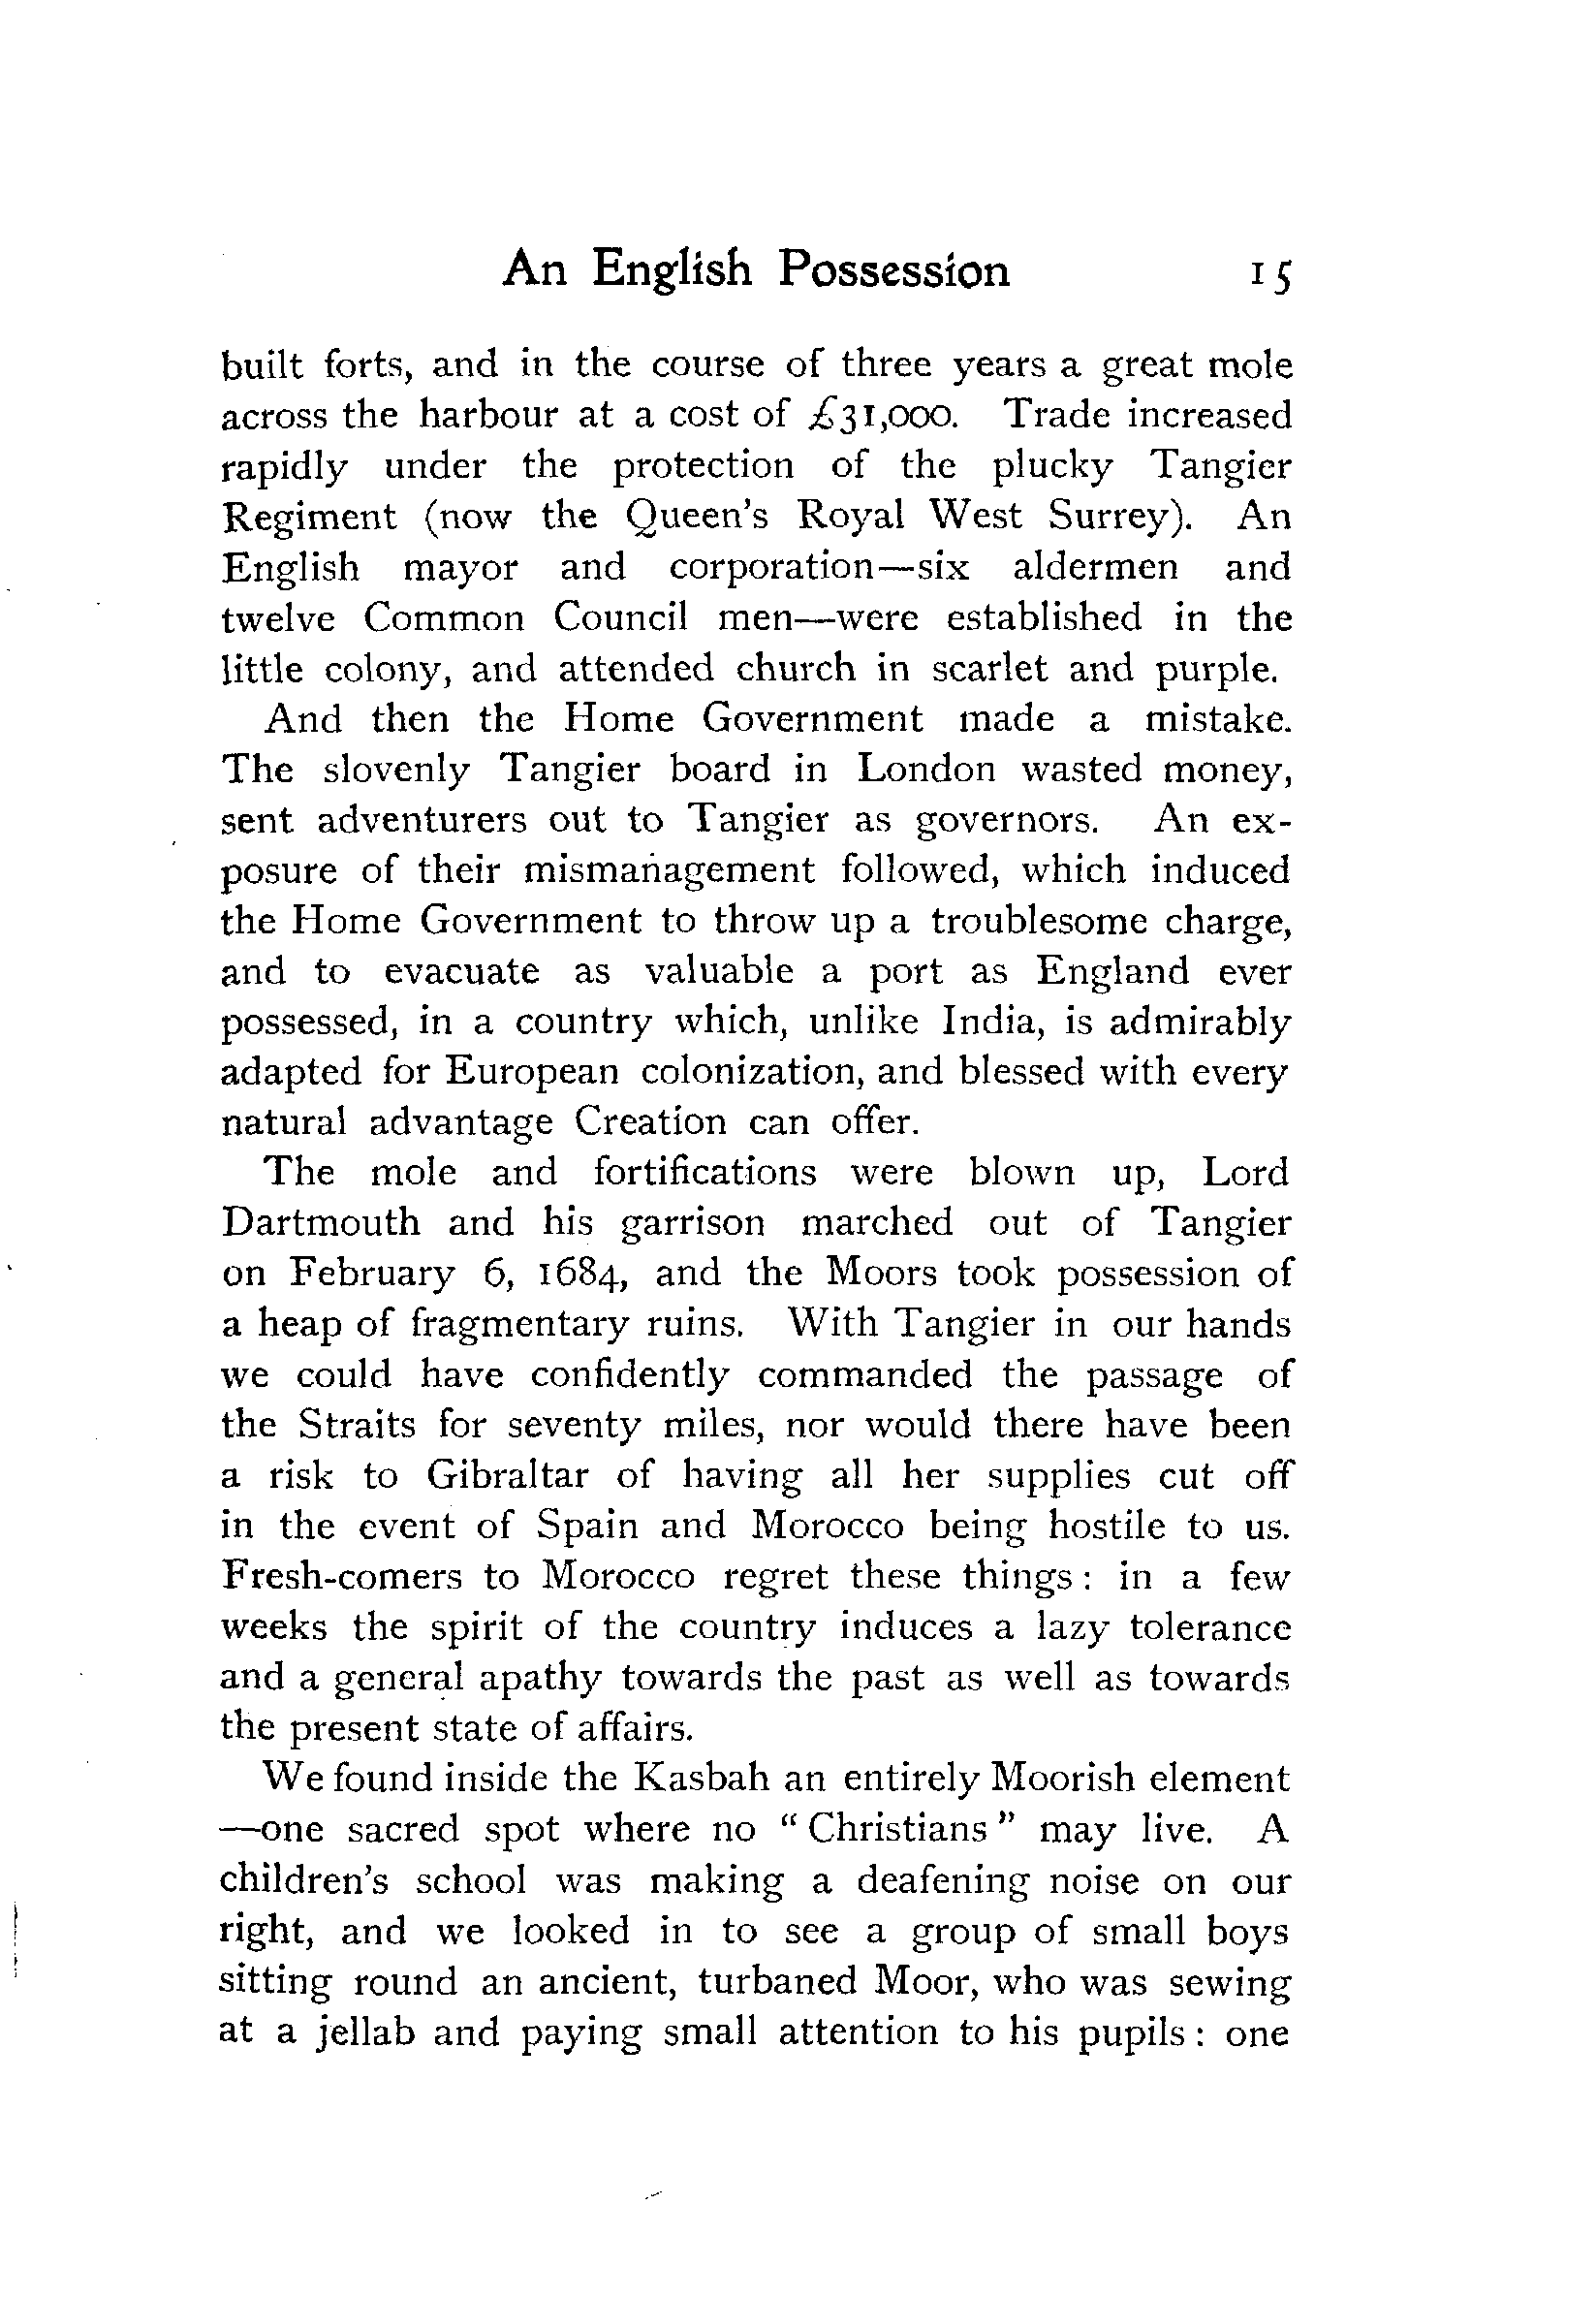 An English Possession 15
built forts, and in the course of three years a great mole
across the harbour at a cost of £31,000. Trade increased
rapidly under the protection of the plucky Tangier
Regiment (now the Queen's Royal West Surrey). An
English mayor and corporation—six aldermen and
twelve Common Council men—were established in the
little colony, and attended church in scarlet and purple.
And then the Home Government made a mistake.
The slovenly Tangier board in London wasted money,
sent adventurers out to Tangier as governors. An ex-
posure of their mismanagement followed, which induced
the Home Government to throw up a troublesome charge,
and to evacuate as valuable a port as England ever
possessed, in a country which, unlike India, is admirably
adapted for European colonization, and blessed with every
natural advantage Creation can offer.
The mole and fortifications were blown up, Lord
Dartmouth and his garrison marched out of Tangier
on February 6, 1684, and the Moors took possession of
a heap of fragmentary ruins. With Tangier in our hands
we could have confidently commanded the passage of
the Straits for seventy miles, nor would there have been
a risk to Gibraltar of having all her supplies cut off
in the event of Spain and Morocco being hostile to us.
Fresh-comers to Morocco regret these things: in a few
weeks the spirit of the country induces a lazy tolerance
and a general apathy towards the past as well as towards
the present state of affairs.
We found inside the Kasbah an entirely Moorish element
—one sacred spot where no "Christians" may live. A
children's school was making a deafening noise on our
right, and we looked in to see a group of small boys
sitting round an ancient, turbaned Moor, who was sewing
at a jellab and paying small attention to his pupils: one